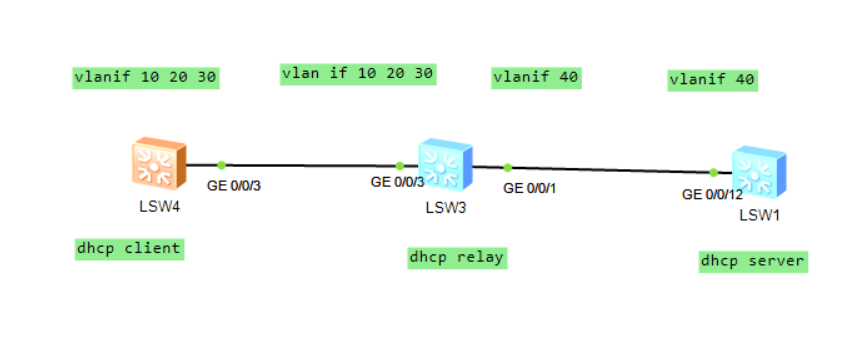 vlanif 10 20 30
vlan if 10 20 30
vlanif 40
vlanif 40
GE 0/0/3
GE 0/0/3
GE 0/0/1
GE 0/0/12
LSW4
LSW3
LSW1
dhcp client
dhcp relay
dhcp server